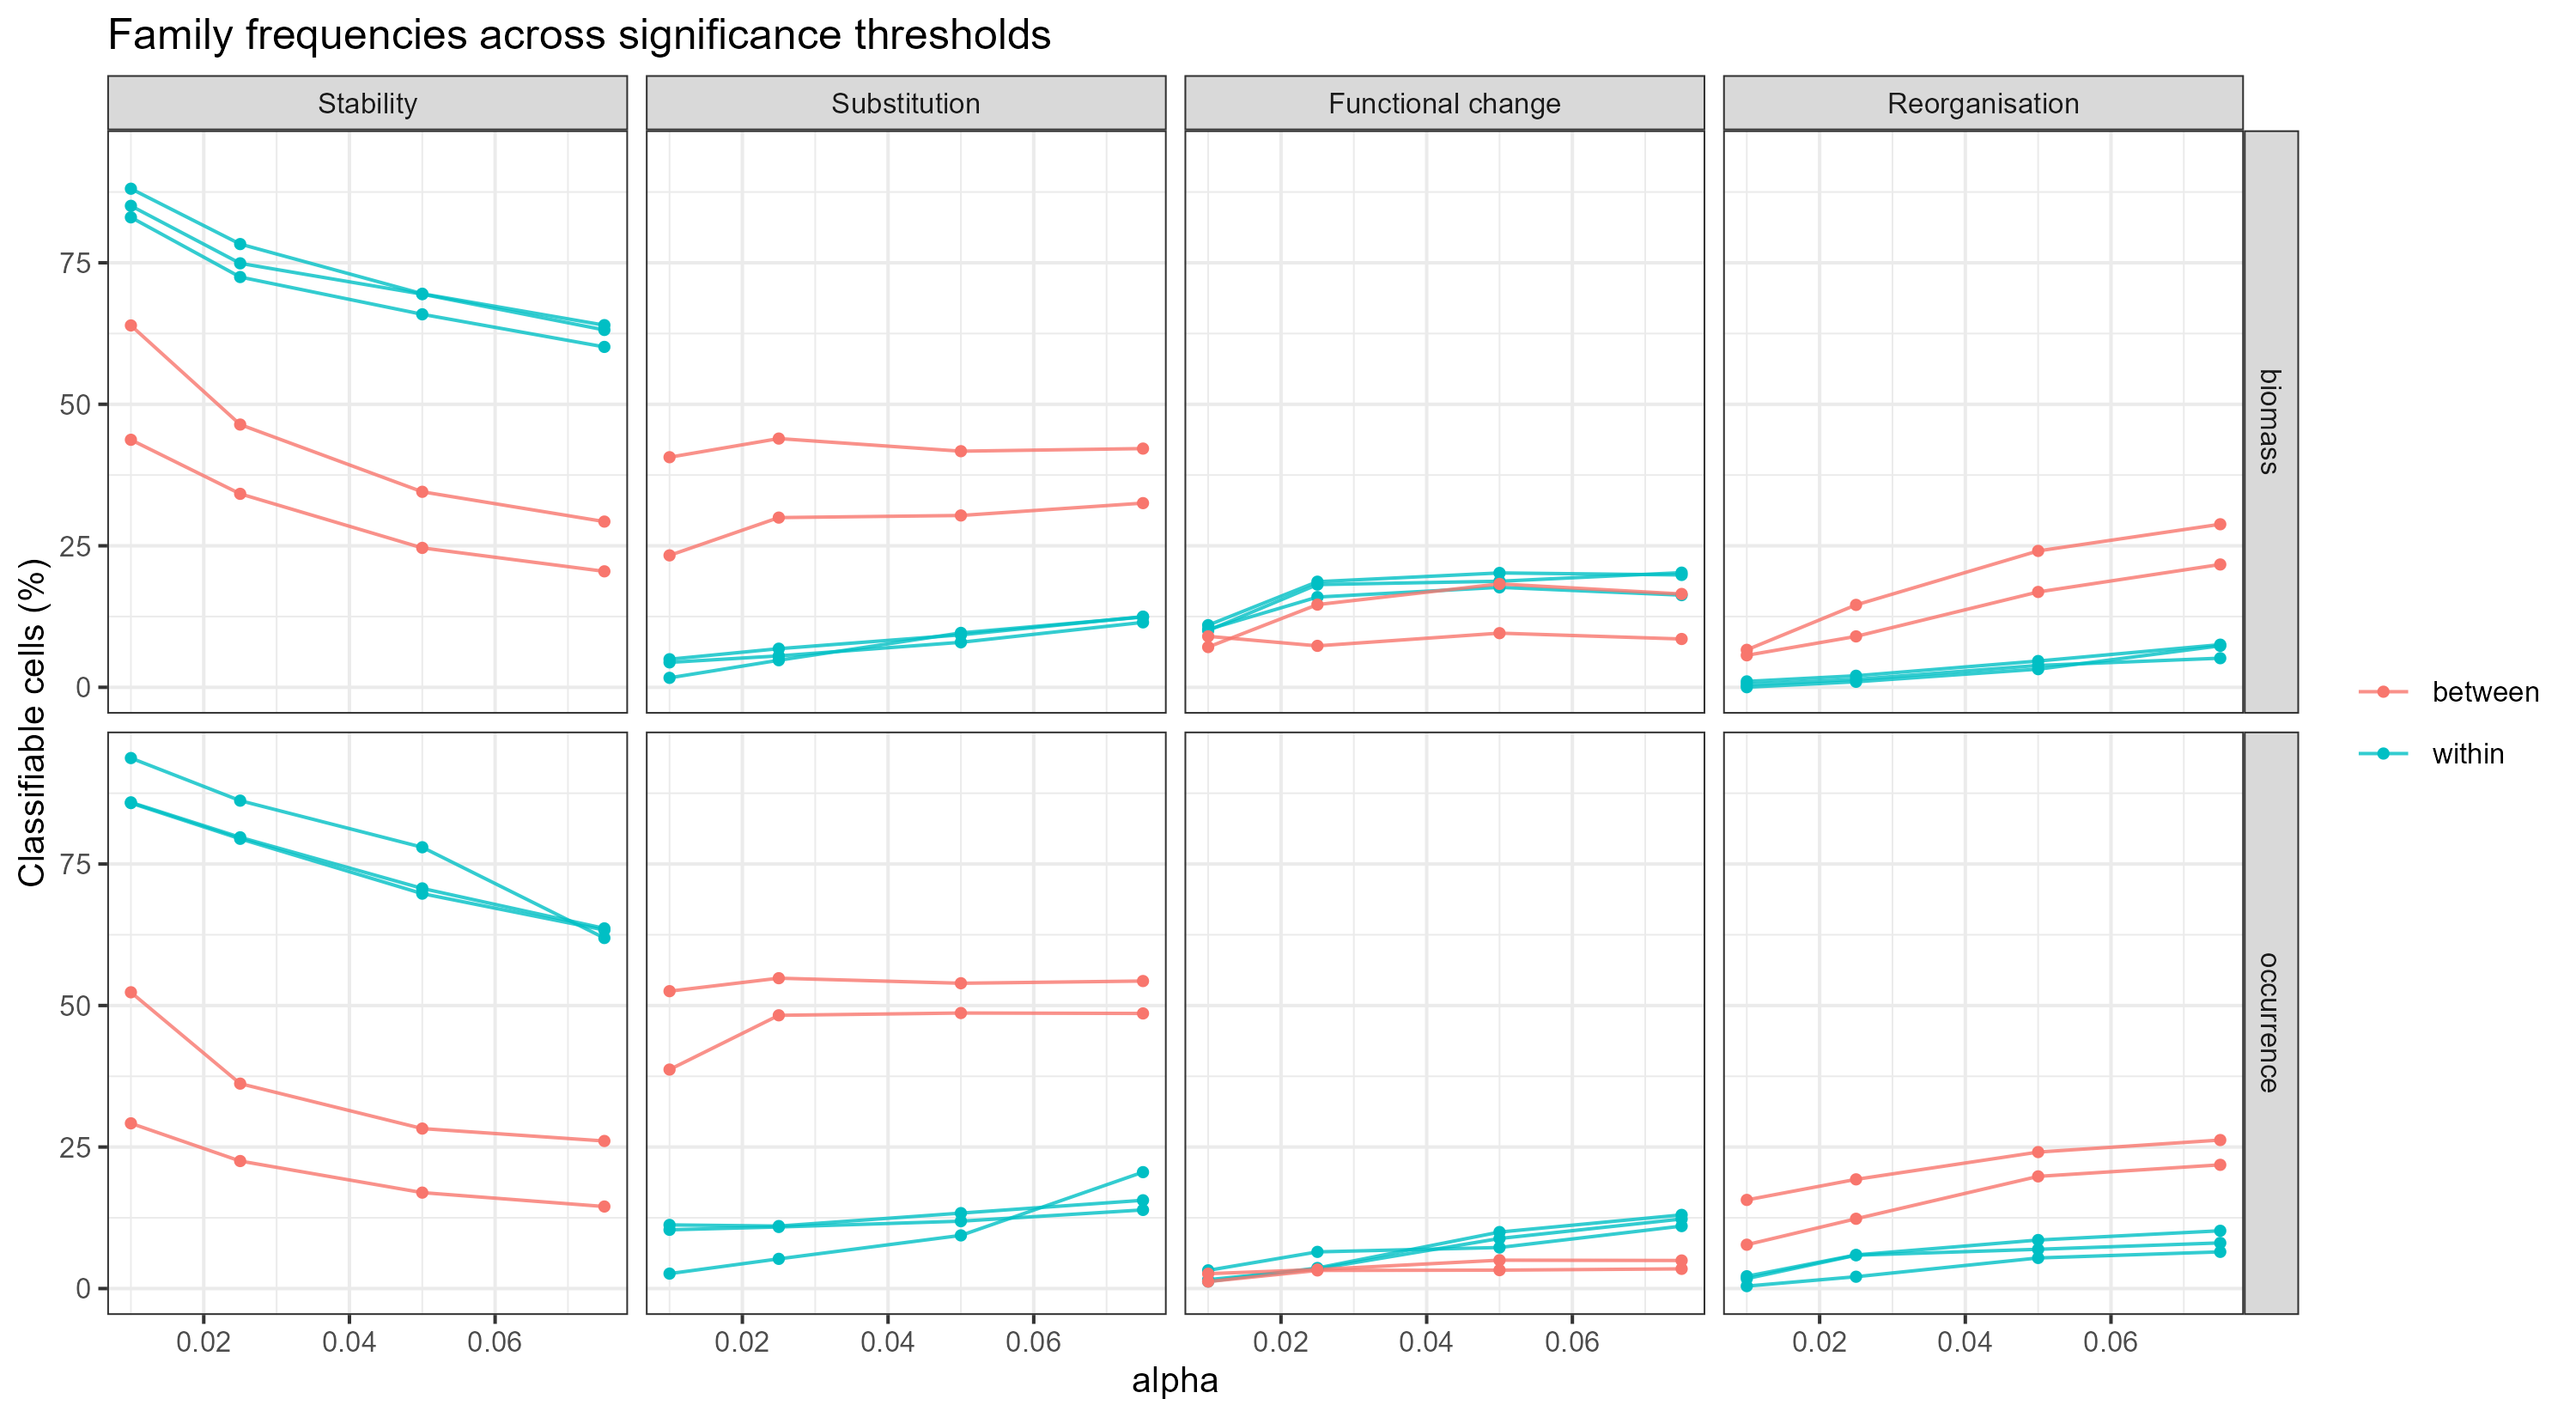 Family frequencies across significance thresholds
Stability
Substitution
Functional change
Reorganisation
75
50
25
0
biomass
75
50
25
0
occurrence
Classifiable cells (%)
0.02 0.04 0.06
0.02 0.04 0.06
0.02 0.04 0.06
0.02 0.04 0.06
alpha
between
within